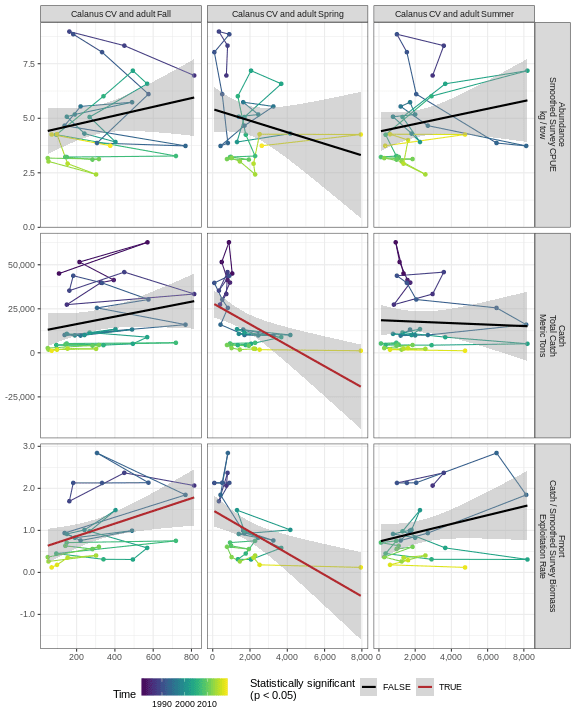 Calanus CV and adult Fall
Calanus CV and adult Spring
Calanus CV and adult Summer
7.5
5.0
2.5
0.0
Abundance
Smoothed Survey CPUE
kg / tow
50,000
25,000
0
-25,000
Catch
Total Catch
Metric Tons
3.0
2.0
1.0
0.0
-1.0
Fmort
Catch / Smoothed Survey Biomass
Exploitation Rate
200 400 600 800
0 2,000 4,000 6,000 8,000
0 2,000 4,000 6,000 8,000
Time
1990 2000 2010
Statistically significant
(p < 0.05)
FALSE
TRUE